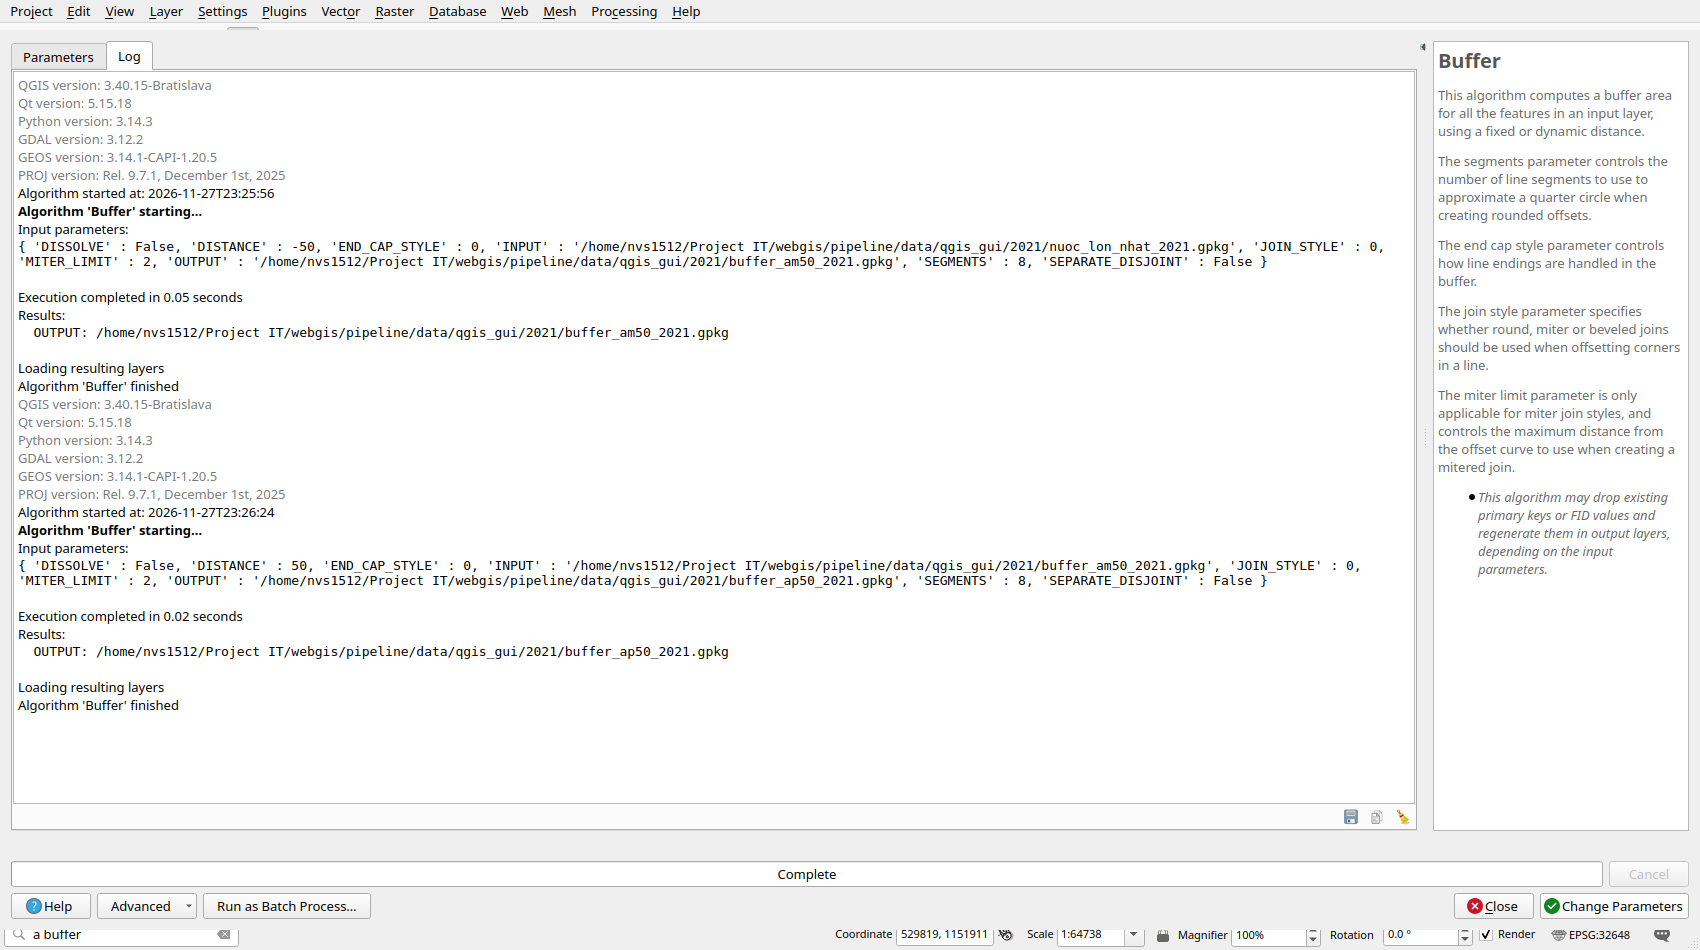 Project Edit View Layer Settings Plugins Vector Raster Database Web Mesh Processing Help
Parameters Log
QGIS version: 3.40.15-Bratislava
Qt version: 5.15.18
Python version: 3.14.3
GDAL version: 3.12.2
GEOS version: 3.14.1-CAPI-1.20.5
PROJ version: Rel. 9.7.1, December 1st, 2025
Algorithm started at: 2026-11-27T23:25:56
Algorithm 'Buffer' starting…
Input parameters:
{ 'DISSOLVE' : False, 'DISTANCE' : -50, 'END_CAP_STYLE' : 0, 'INPUT' : '/home/nvs1512/Project IT/webgis/pipeline/data/qgis_gui/2021/nuoc_lon_nhat_2021.gpkg', 'JOIN_STYLE' : 0,
'MITER_LIMIT' : 2, 'OUTPUT' : '/home/nvs1512/Project IT/webgis/pipeline/data/qgis_gui/2021/buffer_am50_2021.gpkg', 'SEGMENTS' : 8, 'SEPARATE_DISJOINT' : False }
Execution completed in 0.05 seconds
Results:
OUTPUT: /home/nvs1512/Project IT/webgis/pipeline/data/qgis_gui/2021/buffer_am50_2021.gpkg
Loading resulting layers
Algorithm 'Buffer' finished
QGIS version: 3.40.15-Bratislava
Qt version: 5.15.18
Python version: 3.14.3
GDAL version: 3.12.2
GEOS version: 3.14.1-CAPI-1.20.5
PROJ version: Rel. 9.7.1, December 1st, 2025
Algorithm started at: 2026-11-27T23:26:24
Algorithm 'Buffer' starting…
Input parameters:
{ 'DISSOLVE' : False, 'DISTANCE' : 50, 'END_CAP_STYLE' : 0, 'INPUT' : '/home/nvs1512/Project IT/webgis/pipeline/data/qgis_gui/2021/buffer_am50_2021.gpkg', 'JOIN_STYLE' : 0,
'MITER_LIMIT' : 2, 'OUTPUT' : '/home/nvs1512/Project IT/webgis/pipeline/data/qgis_gui/2021/buffer_ap50_2021.gpkg', 'SEGMENTS' : 8, 'SEPARATE_DISJOINT' : False }
Execution completed in 0.02 seconds
Results:
OUTPUT: /home/nvs1512/Project IT/webgis/pipeline/data/qgis_gui/2021/buffer_ap50_2021.gpkg
Loading resulting layers
Algorithm 'Buffer' finished
Buffer
This algorithm computes a buffer area
for all the features in an input layer,
using a fixed or dynamic distance.
The segments parameter controls the
number of line segments to use to
approximate a quarter circle when
creating rounded offsets.
The end cap style parameter controls
how line endings are handled in the
buffer.
The join style parameter specifies
whether round, miter or beveled joins
should be used when offsetting corners
in a line.
The miter limit parameter is only
applicable for miter join styles, and
controls the maximum distance from
the offset curve to use when creating a
mitered join.
• This algorithm may drop existing
primary keys or FID values and
regenerate them in output layers,
depending on the input
parameters.
Complete Cancel
Help Advanced Run as Batch Process… Close Change Parameters
a buffer Coordinate 529819, 1151911 Scale 1:64738 Magnifier 100% Rotation 0.0 ° Render EPSG:32648